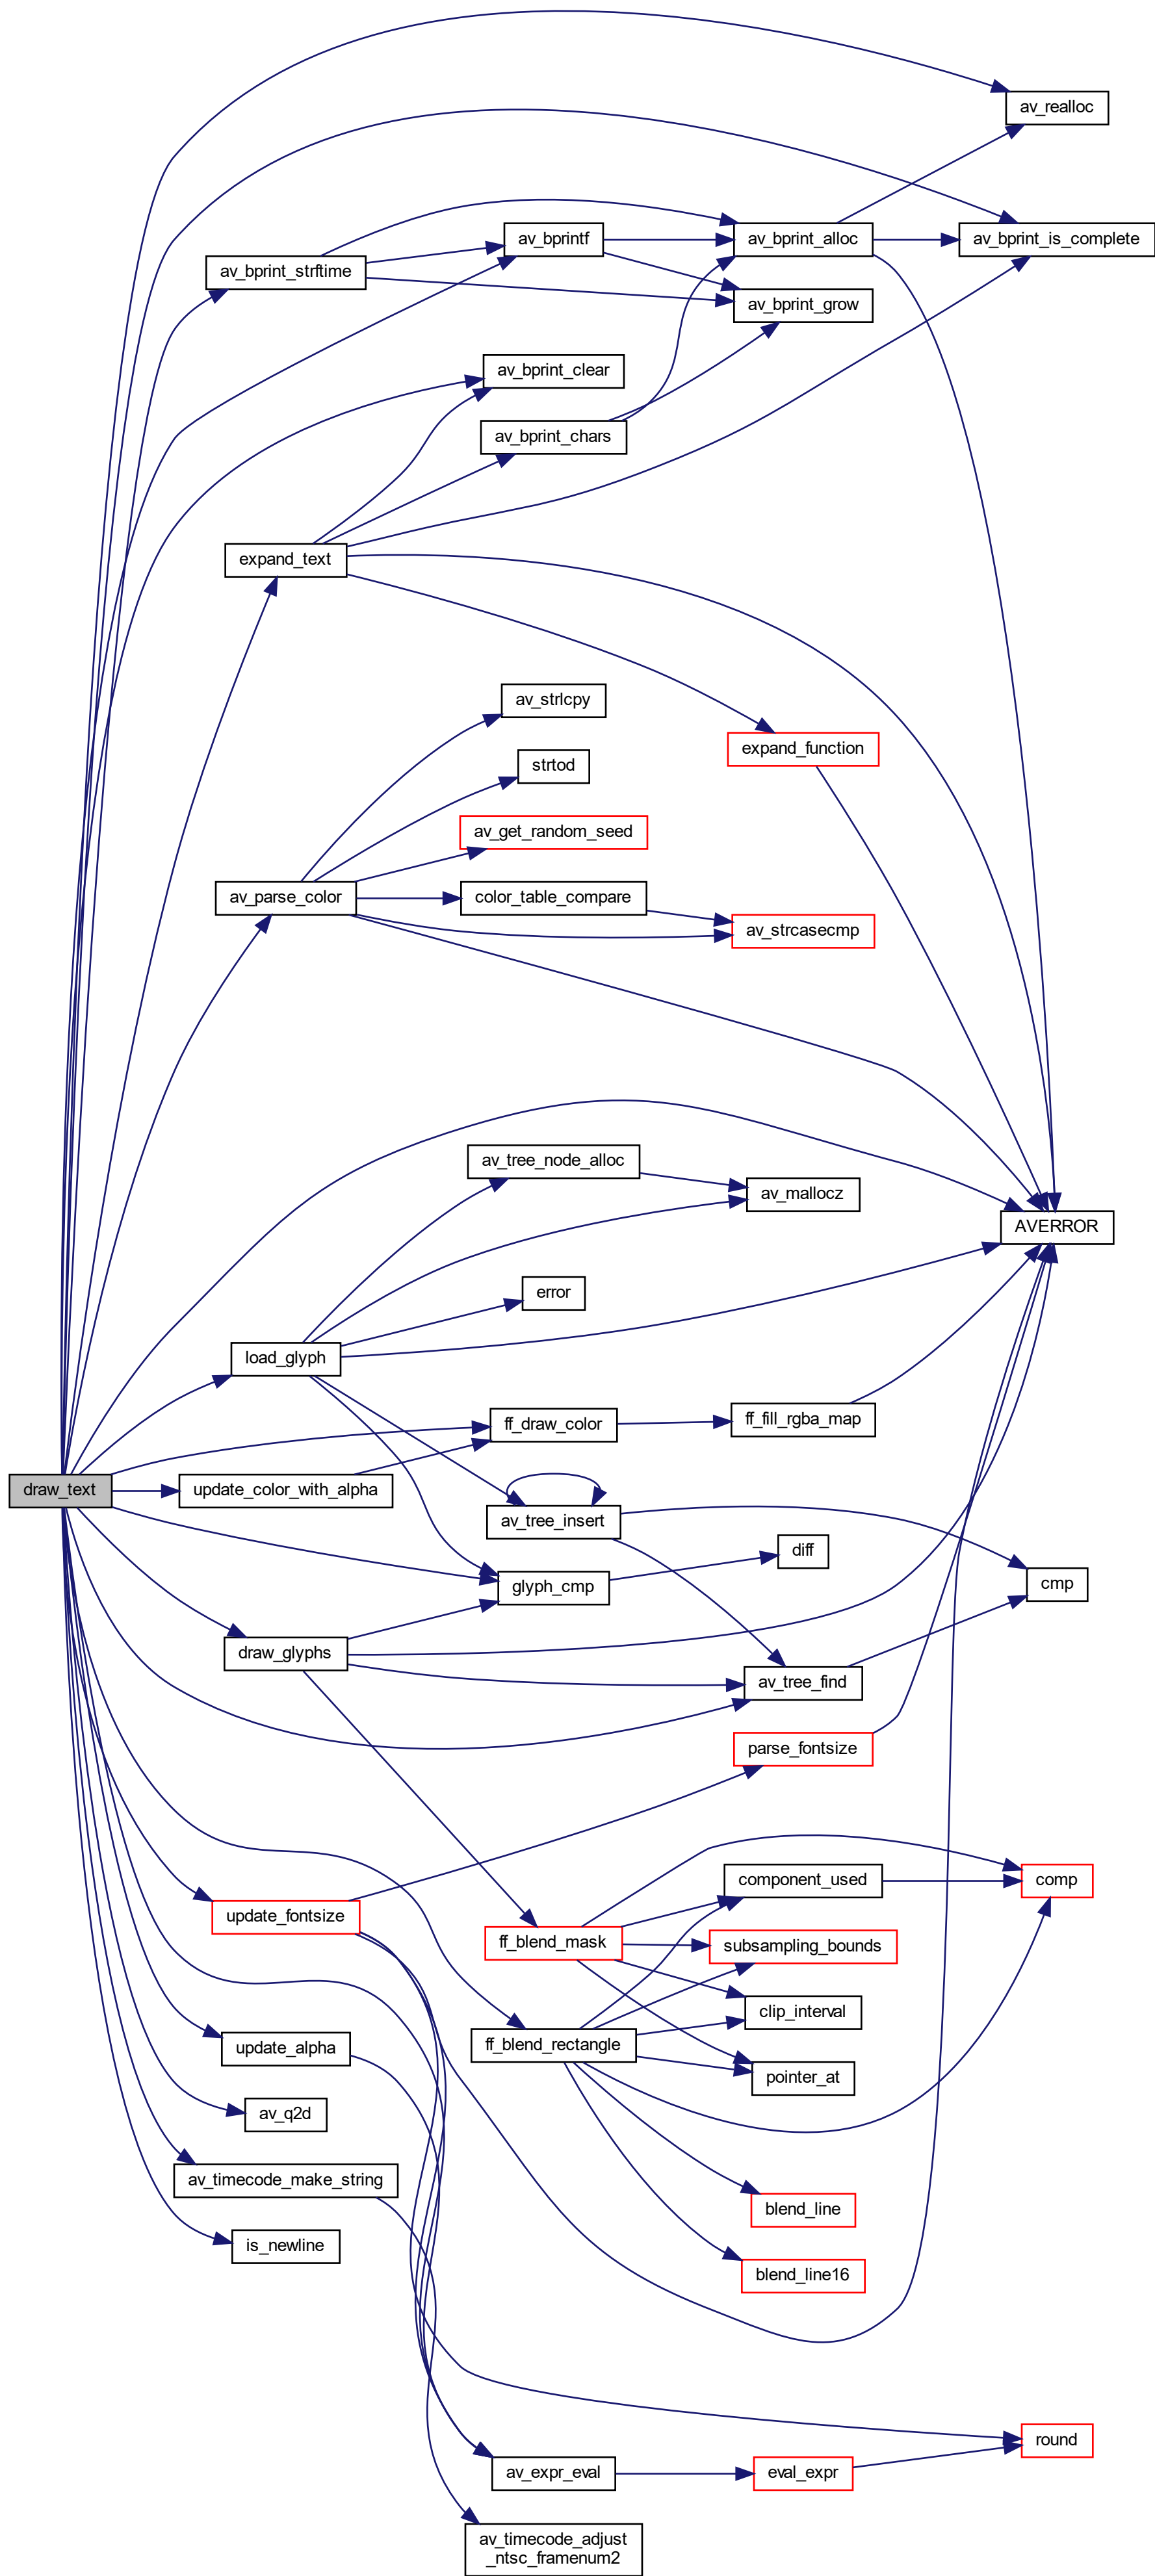 av_realloc
av_bprintf
av_bprint_alloc
av_bprint_is_complete
av_bprint_strftime
av_bprint_grow
av_bprint_clear
av_bprint_chars
expand_text
av_strlcpy
expand_function
strtod
av_get_random_seed
av_parse_color
color_table_compare
av_strcasecmp
av_tree_node_alloc
av_mallocz
AVERROR
error
load_glyph
ff_draw_color
ff_fill_rgba_map
draw_text
update_color_with_alpha
av_tree_insert
diff
glyph_cmp
cmp
draw_glyphs
av_tree_find
parse_fontsize
component_used
comp
update_fontsize
ff_blend_mask
subsampling_bounds
clip_interval
update_alpha
ff_blend_rectangle
pointer_at
av_q2d
av_timecode_make_string
blend_line
is_newline
blend_line16
round
av_expr_eval
eval_expr
av_timecode_adjust
_ntsc_framenum2